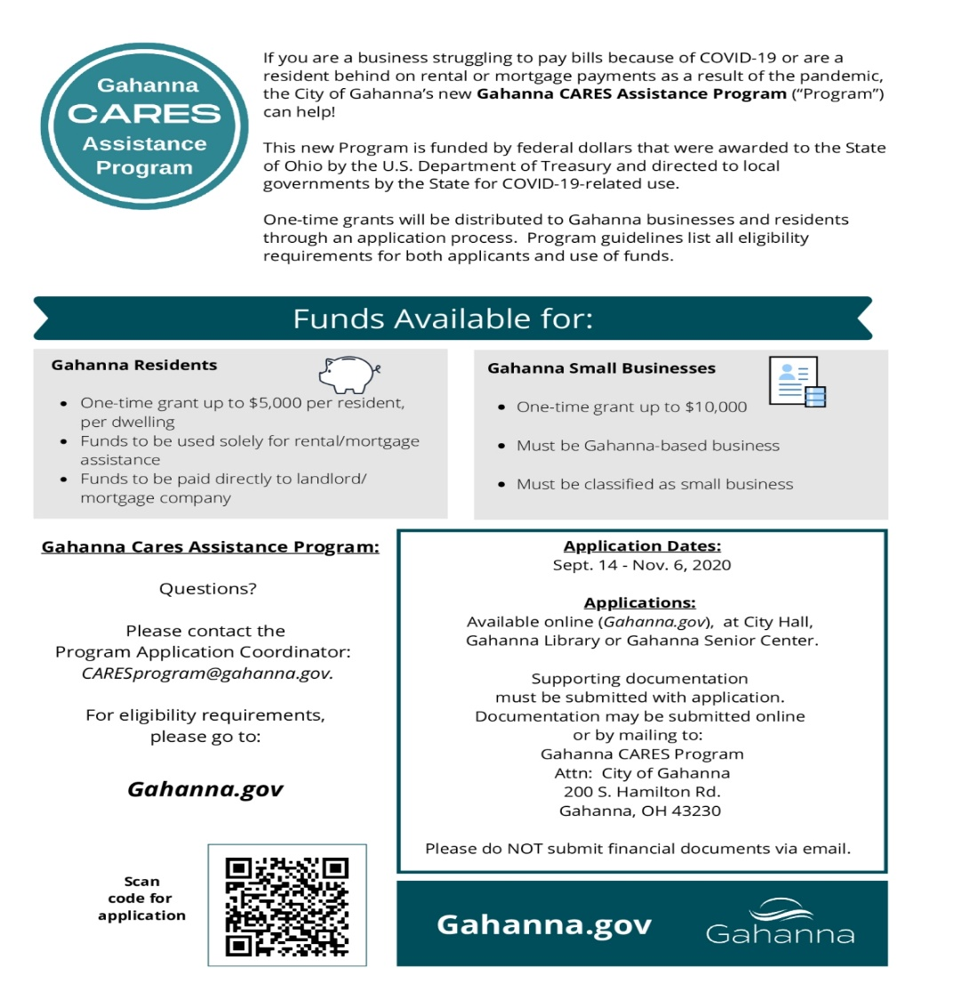 Gahanna
CARES
Assistance
Program
If you are a business struggling to pay bills because of COVID-19 or are a
resident behind on rental or mortgage payments as a result of the pandemic,
the City of Gahanna's new Gahanna CARES Assistance Program (“Program”)
can help!
This new Program is funded by federal dollars that were awarded to the State
of Ohio by the U.S. Department of Treasury and directed to local
governments by the State for COVID-19-related use.
One-time grants will be distributed to Gahanna businesses and residents
through an application process.  Program guidelines list all eligibility
requirements for both applicants and use of funds.
Funds Available for:
Gahanna Residents
• One-time grant up to $5,000 per resident,
per dwelling
• Funds to be used solely for rental/mortgage
assistance
• Funds to be paid directly to landlord/
mortgage company
Gahanna Small Businesses
• One-time grant up to $10,000
• Must be Gahanna-based business
• Must be classified as small business
Gahanna Cares Assistance Program:
Questions?
Please contact the
Program Application Coordinator:
CARESprogram@gahanna.gov.
For eligibility requirements,
please go to:
Gahanna.gov
Scan
code for
application
Application Dates:
Sept. 14 - Nov. 6, 2020
Applications:
Available online (Gahanna.gov),  at City Hall,
Gahanna Library or Gahanna Senior Center.
Supporting documentation
must be submitted with application.
Documentation may be submitted online
or by mailing to:
Gahanna CARES Program
Attn:  City of Gahanna
200 S. Hamilton Rd.
Gahanna, OH 43230
Please do NOT submit financial documents via email.
Gahanna.gov
Gahanna